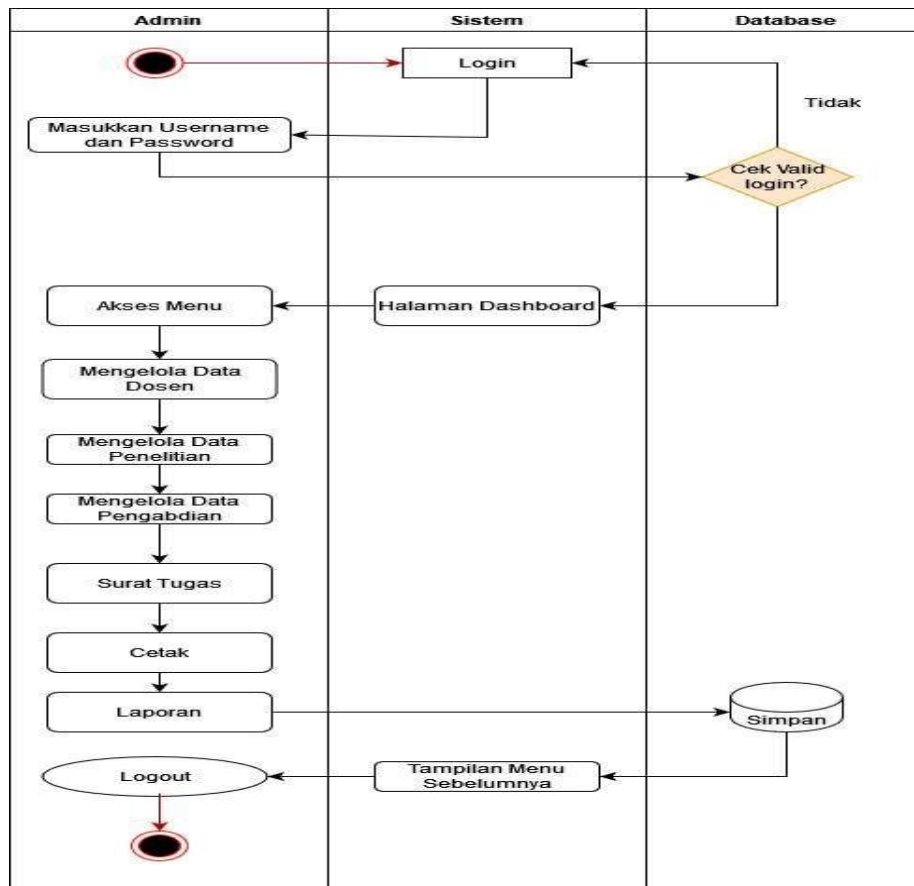 Admin
Sistem
Database
Login
Tidak
Masukkan Username
dan Password
Cek Valid
login?
Akses Menu
Halaman Dashboard
Mengelola Data
Dosen
Mengelola Data
Penelitian
Mengelola Data
Pengabdian
Surat Tugas
Cetak
Laporan
Simpan
Logout
Tampilan Menu
Sebelumnya